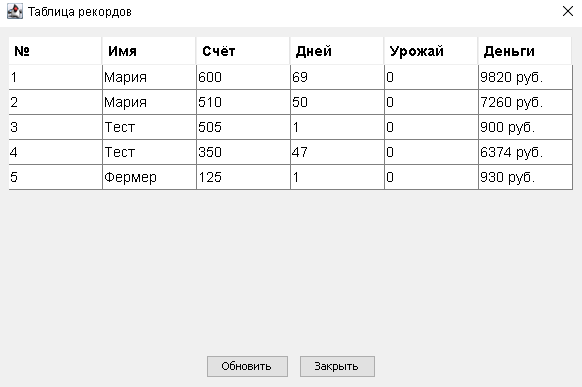 Таблица рекордов
№ Имя Счёт Дней Урожай Деньги
1 Мария 600 69 0 9820 руб.
2 Мария 510 50 0 7260 руб.
3 Тест 505 1 0 900 руб.
4 Тест 350 47 0 6374 руб.
5 Фермер 125 1 0 930 руб.
Обновить Закрыть